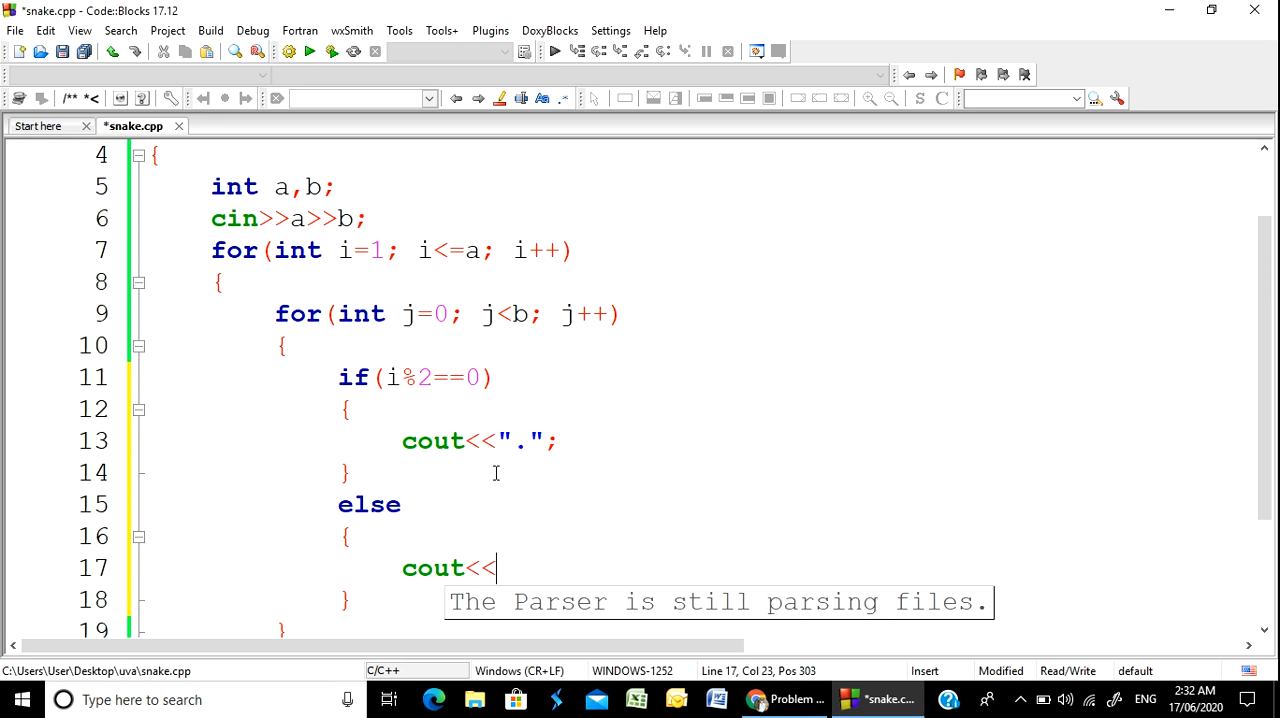 *snake.cpp - Code::Blocks 17.12
File Edit View Search Project Build Debug Fortran wxSmith Tools Tools+ Plugins DoxyBlocks Settings Help
/** *<
Aa .* S C
Start here *snake.cpp
4 {
5 int a,b;
6 cin>>a>>b;
7 for(int i=1; i<=a; i++)
8 {
9 for(int j=0; j<b; j++)
10 {
11 if(i%2==0)
12 {
13 cout<<".";
14 }
15 else
16 {
17 cout<<
The Parser is still parsing files.
18 }
19 }
C:\Users\User\Desktop\uva\snake.cpp C/C++ Windows (CR+LF) WINDOWS-1252 Line 17, Col 23, Pos 303 Insert Modified Read/Write default
Type here to search Problem ... *snake.c... ENG 2:32 AM
17/06/2020